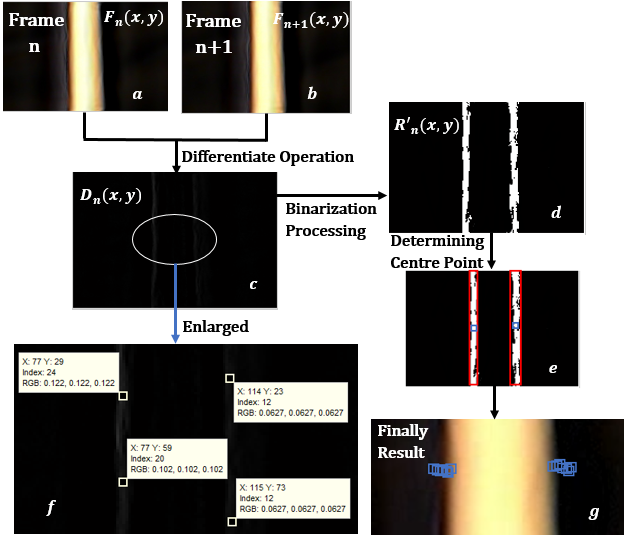 Frame
n
Fn(x, y)
a
Frame
n+1
Fn+1(x, y)
b
Differentiate Operation
Dn(x, y)
c
Binarization
Processing
R′n(x, y)
d
Determining
Centre Point
e
Enlarged
X: 77 Y: 29
Index: 24
RGB: 0.122, 0.122, 0.122
X: 114 Y: 23
Index: 12
RGB: 0.0627, 0.0627, 0.0627
X: 77 Y: 59
Index: 20
RGB: 0.102, 0.102, 0.102
X: 115 Y: 73
Index: 12
RGB: 0.0627, 0.0627, 0.0627
f
Finally
Result
g